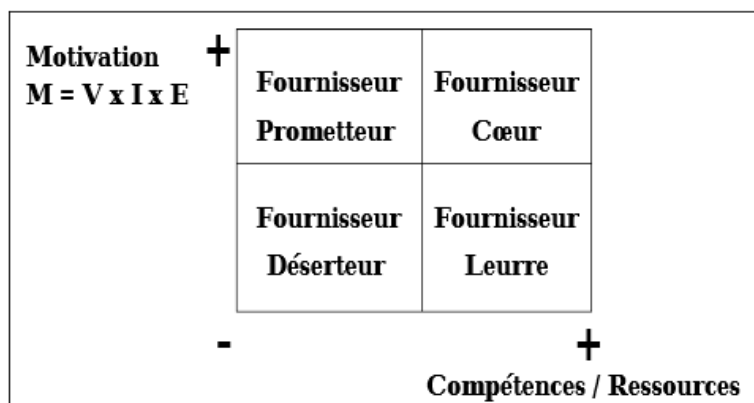 Motivation
M = V x I x E
+
Fournisseur
Prometteur
Fournisseur
Cœur
Fournisseur
Déserteur
Fournisseur
Leurre
-
+
Compétences / Ressources